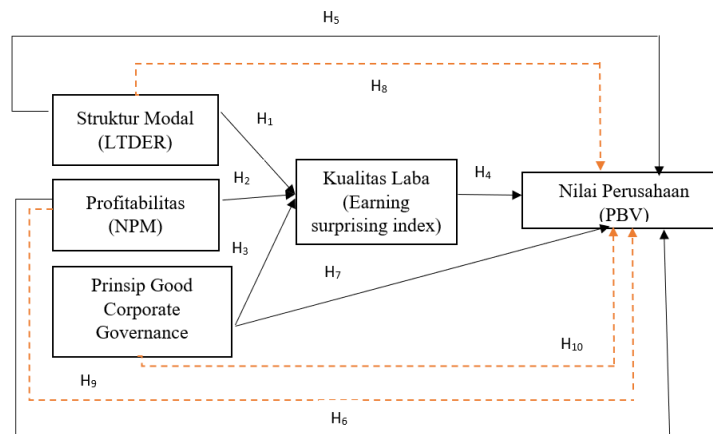 H5
H8
Struktur Modal
(LTDER)
H1
H2
Kualitas Laba
(Earning
surprising index)
H4
Nilai Perusahaan
(PBV)
Profitabilitas
(NPM)
H3
H7
Prinsip Good
Corporate
Governance
H10
H9
H6